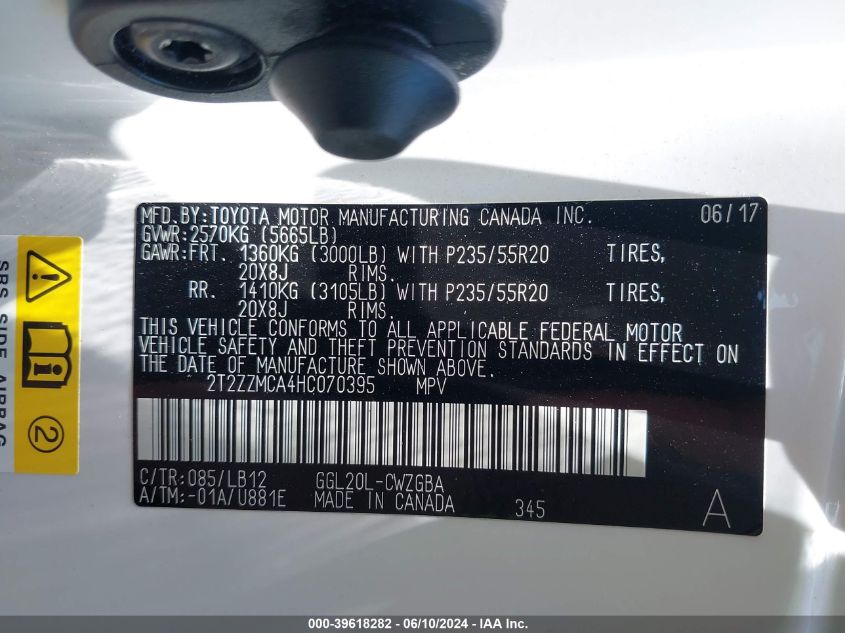 MFD.BY:TOYOTA MOTOR MANUFACTURING CANADA INC. 06/17
GVWR:2570KG (5665LB)
GAWR:FRT. 1360KG (3000LB) WITH P235/55R20 TIRES,
20X8J RIMS.
RR. 1410KG (3105LB) WITH P235/55R20 TIRES,
20X8J RIMS.
THIS VEHICLE CONFORMS TO ALL APPLICABLE FEDERAL MOTOR
VEHICLE SAFETY AND THEFT PREVENTION STANDARDS IN EFFECT ON
THE DATE OF MANUFACTURE SHOWN ABOVE.
2T2ZZMCA4HC070395 MPV
C/TR:085/LB12 GGL20L-CWZGBA
A/TM:-01A/U881E MADE IN CANADA 345 A
SRS SIDE AIRBAG
2
000-39618282 - 06/10/2024 - IAA Inc.